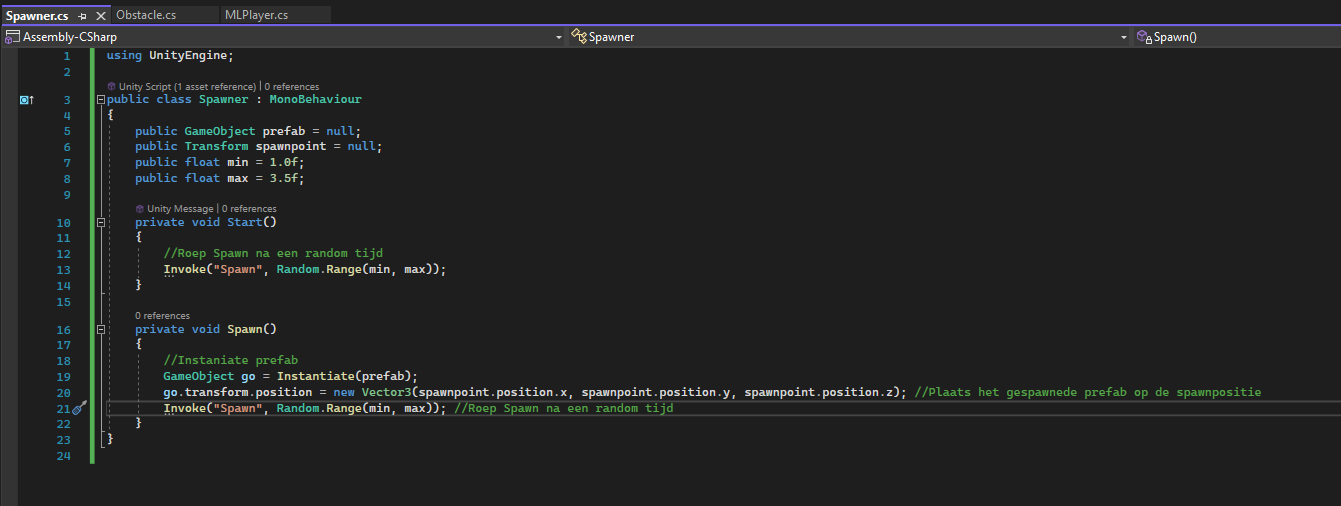 Spawner.cs Obstacle.cs MLPlayer.cs
Assembly-CSharp Spawner Spawn()
1 using UnityEngine;
2
Unity Script (1 asset reference) | 0 references
3 public class Spawner : MonoBehaviour
4 {
5 public GameObject prefab = null;
6 public Transform spawnpoint = null;
7 public float min = 1.0f;
8 public float max = 3.5f;
9
Unity Message | 0 references
10 private void Start()
11 {
12 //Roep Spawn na een random tijd
13 Invoke("Spawn", Random.Range(min, max));
14 }
15
0 references
16 private void Spawn()
17 {
18 //Instaniate prefab
19 GameObject go = Instantiate(prefab);
20 go.transform.position = new Vector3(spawnpoint.position.x, spawnpoint.position.y, spawnpoint.position.z); //Plaats het gespawnede prefab op de spawnpositie
21 Invoke("Spawn", Random.Range(min, max)); //Roep Spawn na een random tijd
22 }
23 }
24